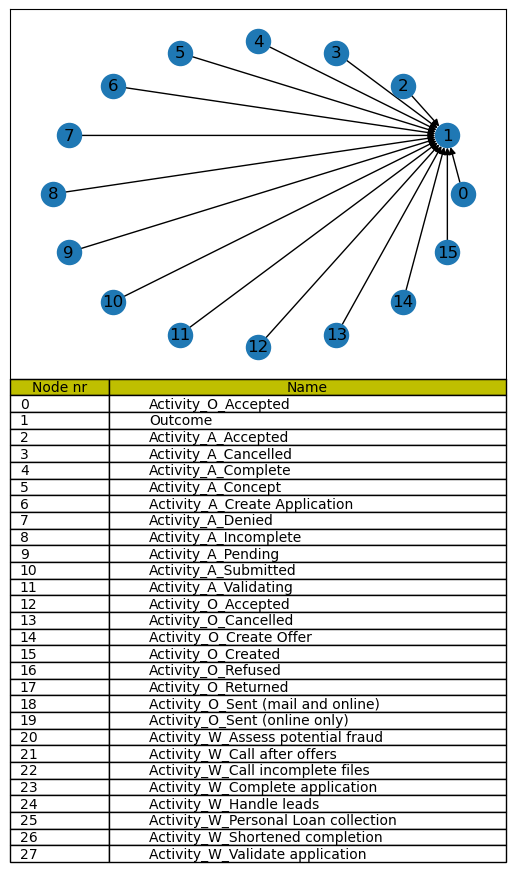 4
5
3
6
2
7
1
8
0
9
15
10
14
11
13
12
Node nr Name
0 Activity_O_Accepted
1 Outcome
2 Activity_A_Accepted
3 Activity_A_Cancelled
4 Activity_A_Complete
5 Activity_A_Concept
6 Activity_A_Create Application
7 Activity_A_Denied
8 Activity_A_Incomplete
9 Activity_A_Pending
10 Activity_A_Submitted
11 Activity_A_Validating
12 Activity_O_Accepted
13 Activity_O_Cancelled
14 Activity_O_Create Offer
15 Activity_O_Created
16 Activity_O_Refused
17 Activity_O_Returned
18 Activity_O_Sent (mail and online)
19 Activity_O_Sent (online only)
20 Activity_W_Assess potential fraud
21 Activity_W_Call after offers
22 Activity_W_Call incomplete files
23 Activity_W_Complete application
24 Activity_W_Handle leads
25 Activity_W_Personal Loan collection
26 Activity_W_Shortened completion
27 Activity_W_Validate application